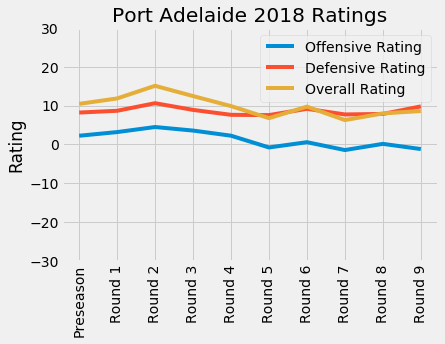 Port Adelaide 2018 Ratings
Offensive Rating
Defensive Rating
Overall Rating
Rating
30
20
10
0
−10
−20
−30
Preseason
Round 1
Round 2
Round 3
Round 4
Round 5
Round 6
Round 7
Round 8
Round 9